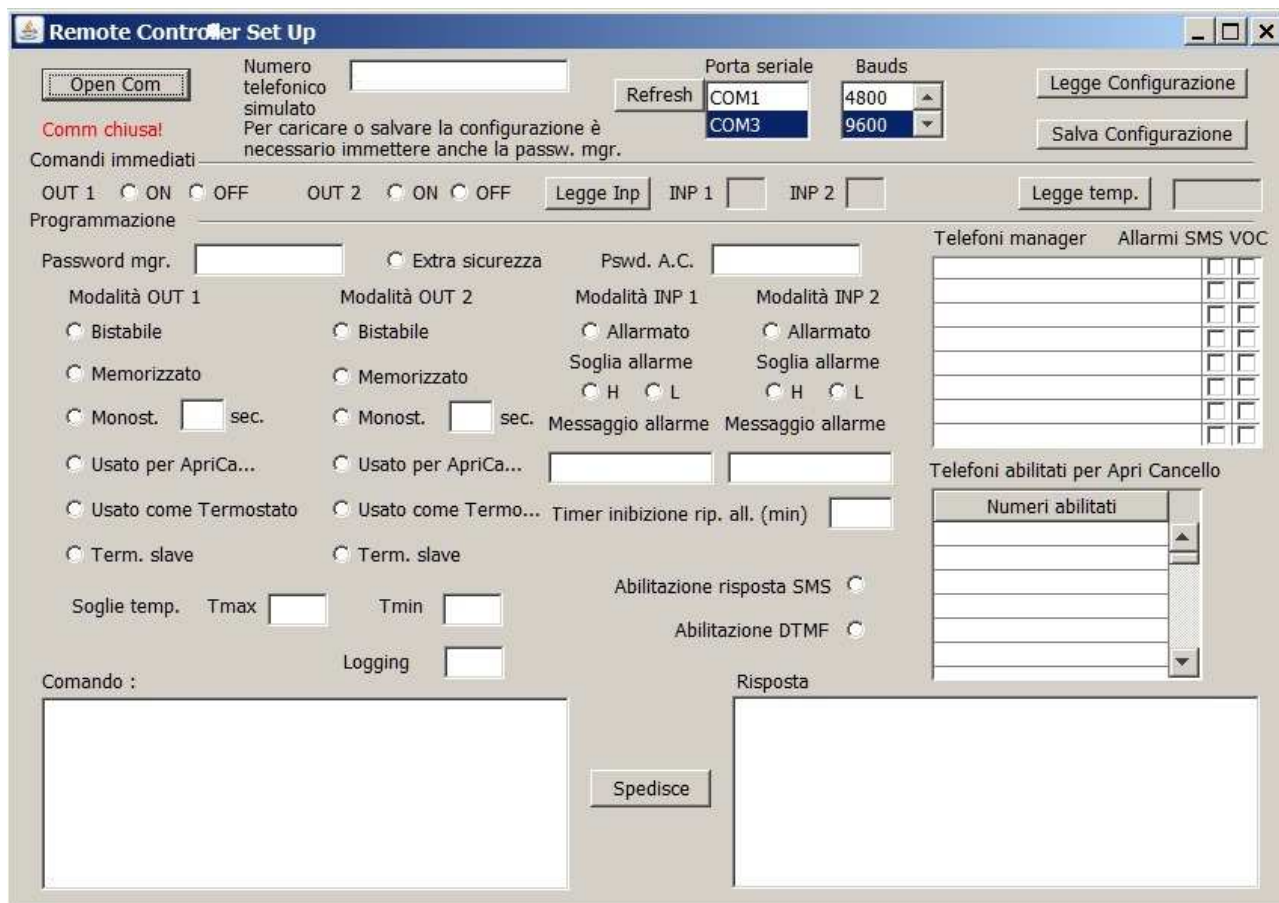 Remote Controller Set Up
Open Com
Numero
telefonico
simulato
Refresh
Porta seriale
COM1
COM3
Bauds
4800
9600
Legge Configurazione
Comm chiusa!
Per caricare o salvare la configurazione è
necessario immettere anche la passw. mgr.
Salva Configurazione
Comandi immediati
OUT 1 ON OFF OUT 2 ON OFF Legge Inp INP 1 INP 2 Legge temp.
Programmazione
Password mgr. Extra sicurezza Pswd. A.C.
Telefoni manager Allarmi SMS VOC
Modalità OUT 1 Modalità OUT 2 Modalità INP 1 Modalità INP 2
Bistabile Bistabile Allarmato Allarmato
Soglia allarme Soglia allarme
Memorizzato Memorizzato
H L H L
Monost. sec. Monost. sec. Messaggio allarme Messaggio allarme
Usato per ApriCa... Usato per ApriCa...
Telefoni abilitati per Apri Cancello
Numeri abilitati
Usato come Termostato Usato come Termo... Timer inibizione rip. all. (min)
Term. slave Term. slave
Abilitazione risposta SMS
Soglie temp. Tmax Tmin
Abilitazione DTMF
Logging
Comando :
Risposta
Spedisce